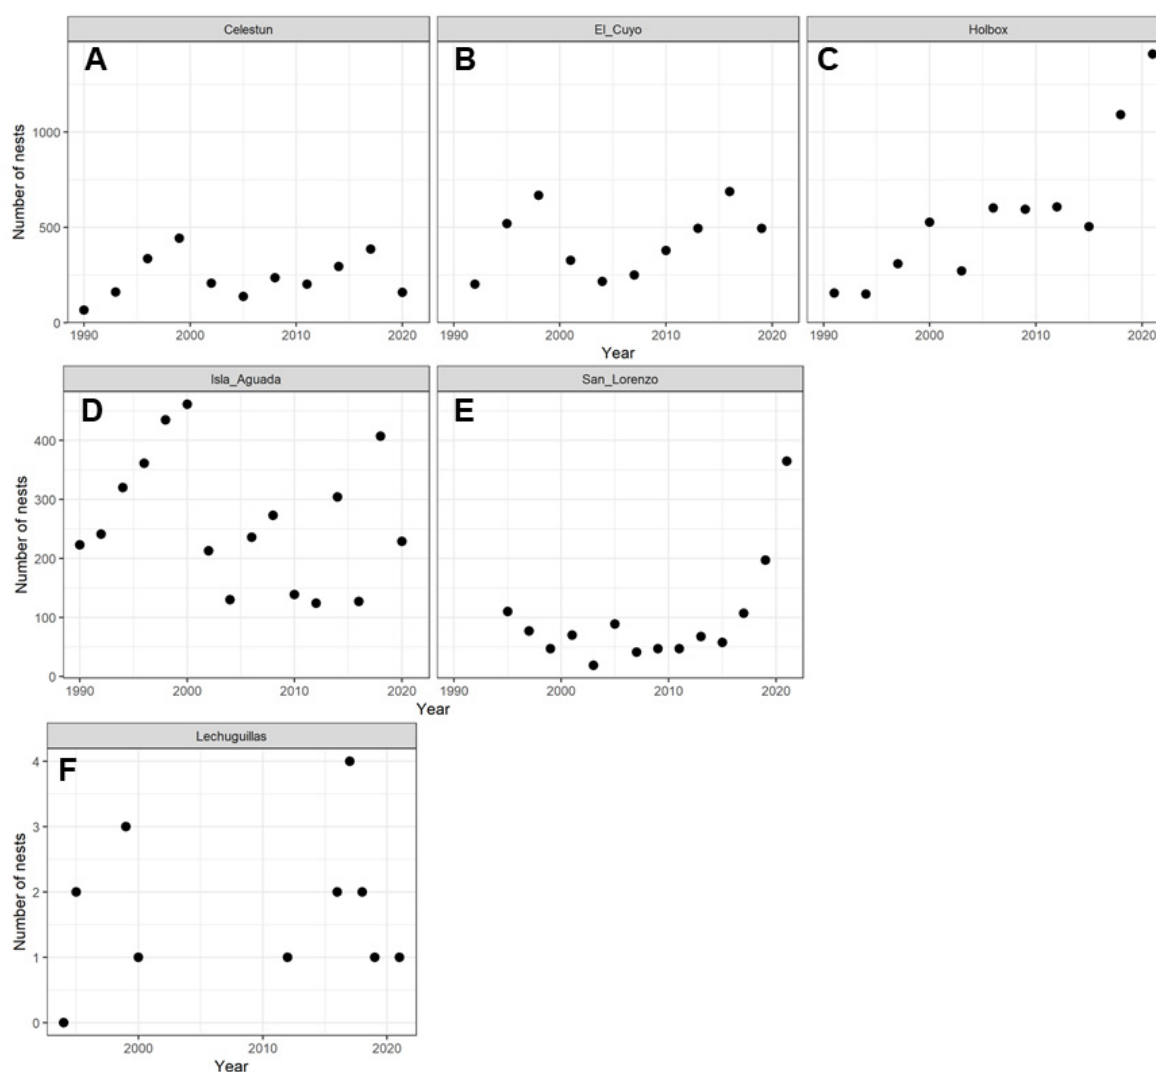 Celestun El_Cuyo Holbox
A B C
1000
500
0
Number of nests
1990 2000 2010 2020 1990 2000 2010 2020 1990 2000 2010 2020
Year
Isla_Aguada San_Lorenzo
D E
400
300
200
100
0
Number of nests
1990 2000 2010 2020 1990 2000 2010 2020
Year
Lechuguillas
F
4
3
2
1
0
Number of nests
2000 2010 2020
Year